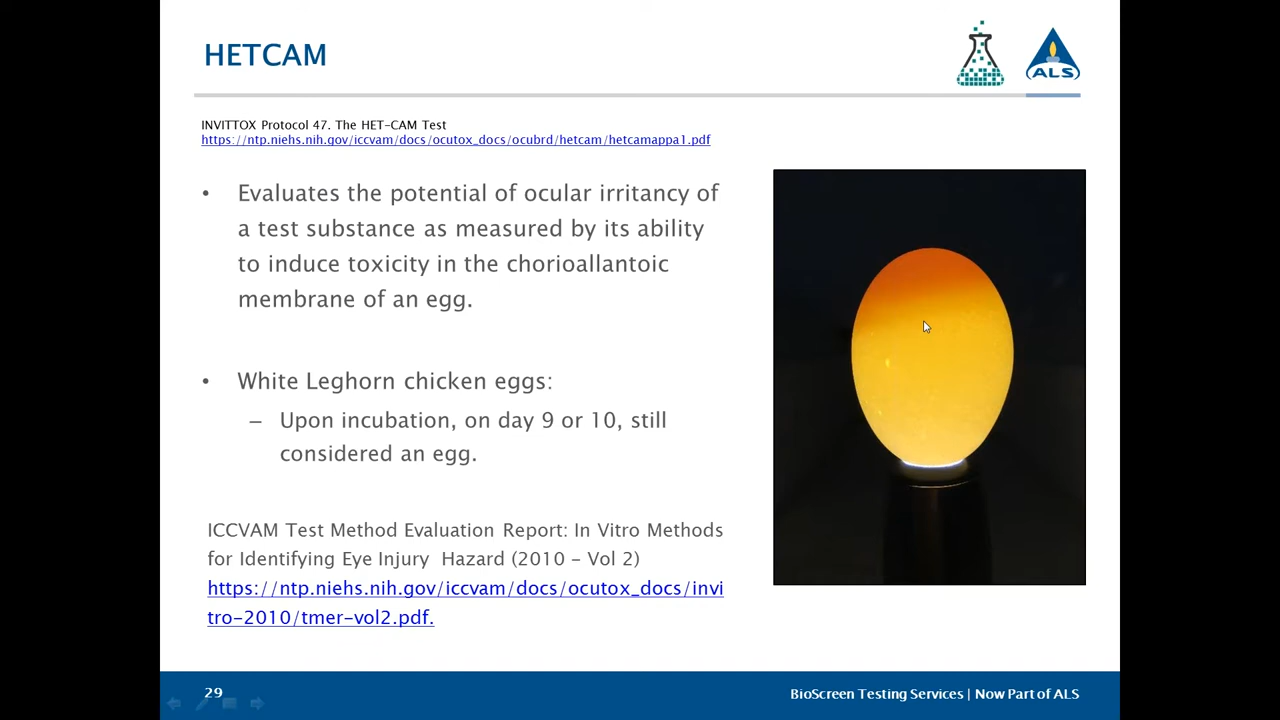 HETCAM
ALS
INVITTOX Protocol 47. The HET-CAM Test
https://ntp.niehs.nih.gov/iccvam/docs/ocutox_docs/ocubrd/hetcam/hetcamappa1.pdf
• Evaluates the potential of ocular irritancy of
a test substance as measured by its ability
to induce toxicity in the chorioallantoic
membrane of an egg.
• White Leghorn chicken eggs:
– Upon incubation, on day 9 or 10, still
considered an egg.
ICCVAM Test Method Evaluation Report: In Vitro Methods
for Identifying Eye Injury Hazard (2010 – Vol 2)
https://ntp.niehs.nih.gov/iccvam/docs/ocutox_docs/invi
tro-2010/tmer-vol2.pdf.
29
BioScreen Testing Services | Now Part of ALS